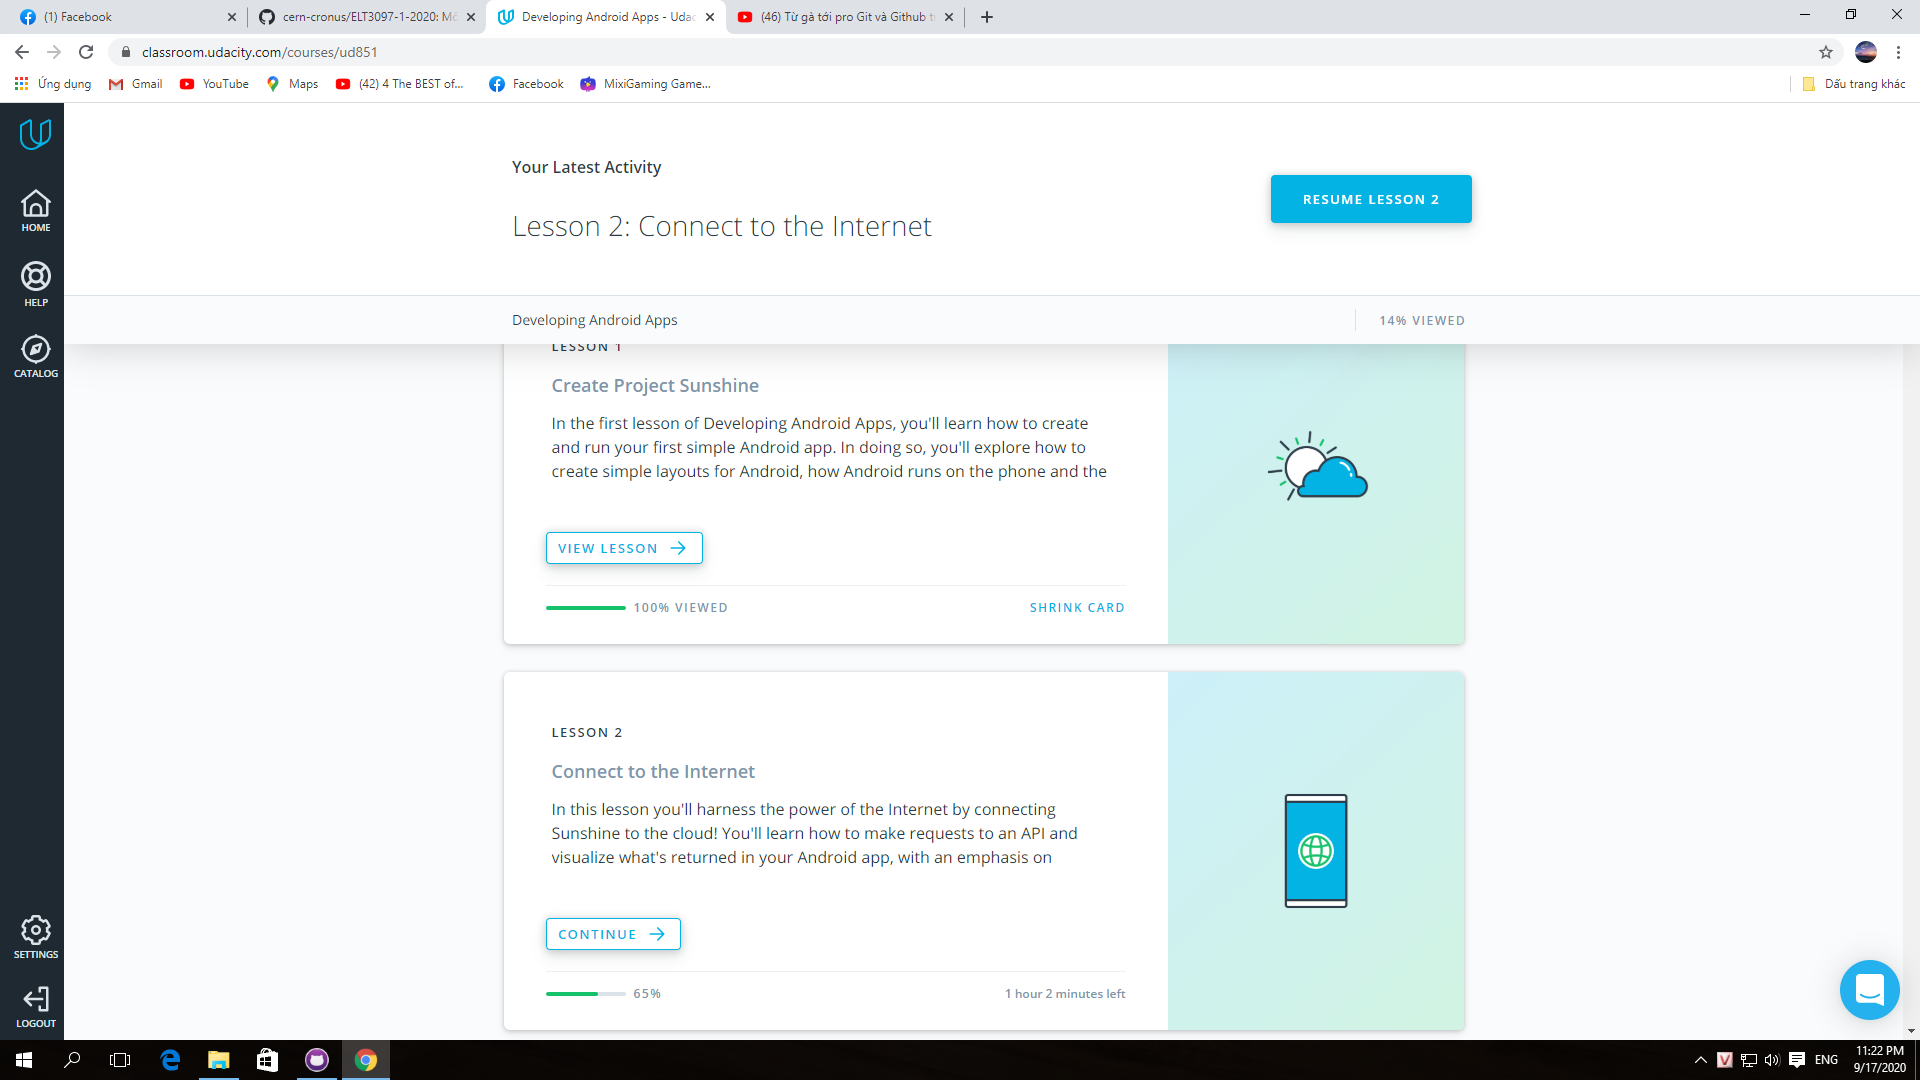 (1) Facebook
cern-cronus/ELT3097-1-2020: Mô
Developing Android Apps - Udac
(46) Từ gà tới pro Git và Github t
classroom.udacity.com/courses/ud851
Ứng dụng
Gmail
YouTube
Maps
(42) 4 The BEST of...
Facebook
MixiGaming Game...
Dấu trang khác
HOME
HELP
CATALOG
SETTINGS
LOGOUT
Your Latest Activity
Lesson 2: Connect to the Internet
RESUME LESSON 2
Developing Android Apps
14% VIEWED
LESSON 1
Create Project Sunshine
In the first lesson of Developing Android Apps, you'll learn how to create
and run your first simple Android app. In doing so, you'll explore how to
create simple layouts for Android, how Android runs on the phone and the
VIEW LESSON
100% VIEWED
SHRINK CARD
LESSON 2
Connect to the Internet
In this lesson you'll harness the power of the Internet by connecting
Sunshine to the cloud! You'll learn how to make requests to an API and
visualize what's returned in your Android app, with an emphasis on
CONTINUE
65%
1 hour 2 minutes left
ENG
11:22 PM
9/17/2020